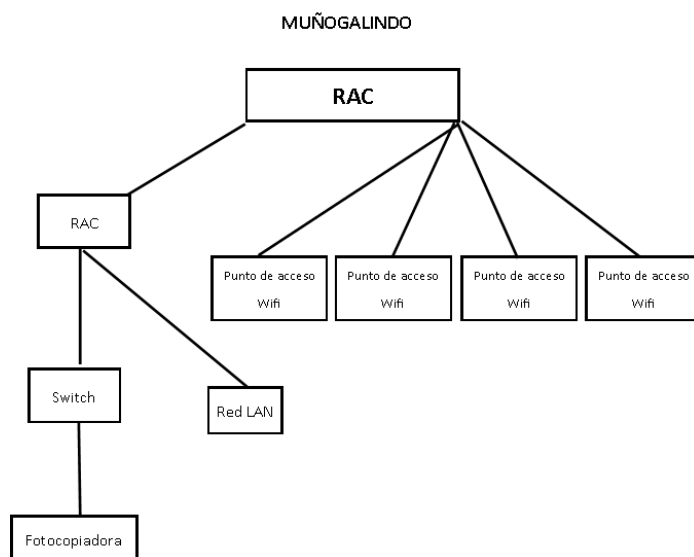 MUÑOGALINDO
RAC
RAC
Punto de acceso
Wifi
Punto de acceso
Wifi
Punto de acceso
Wifi
Punto de acceso
Wifi
Switch
Red LAN
Fotocopiadora